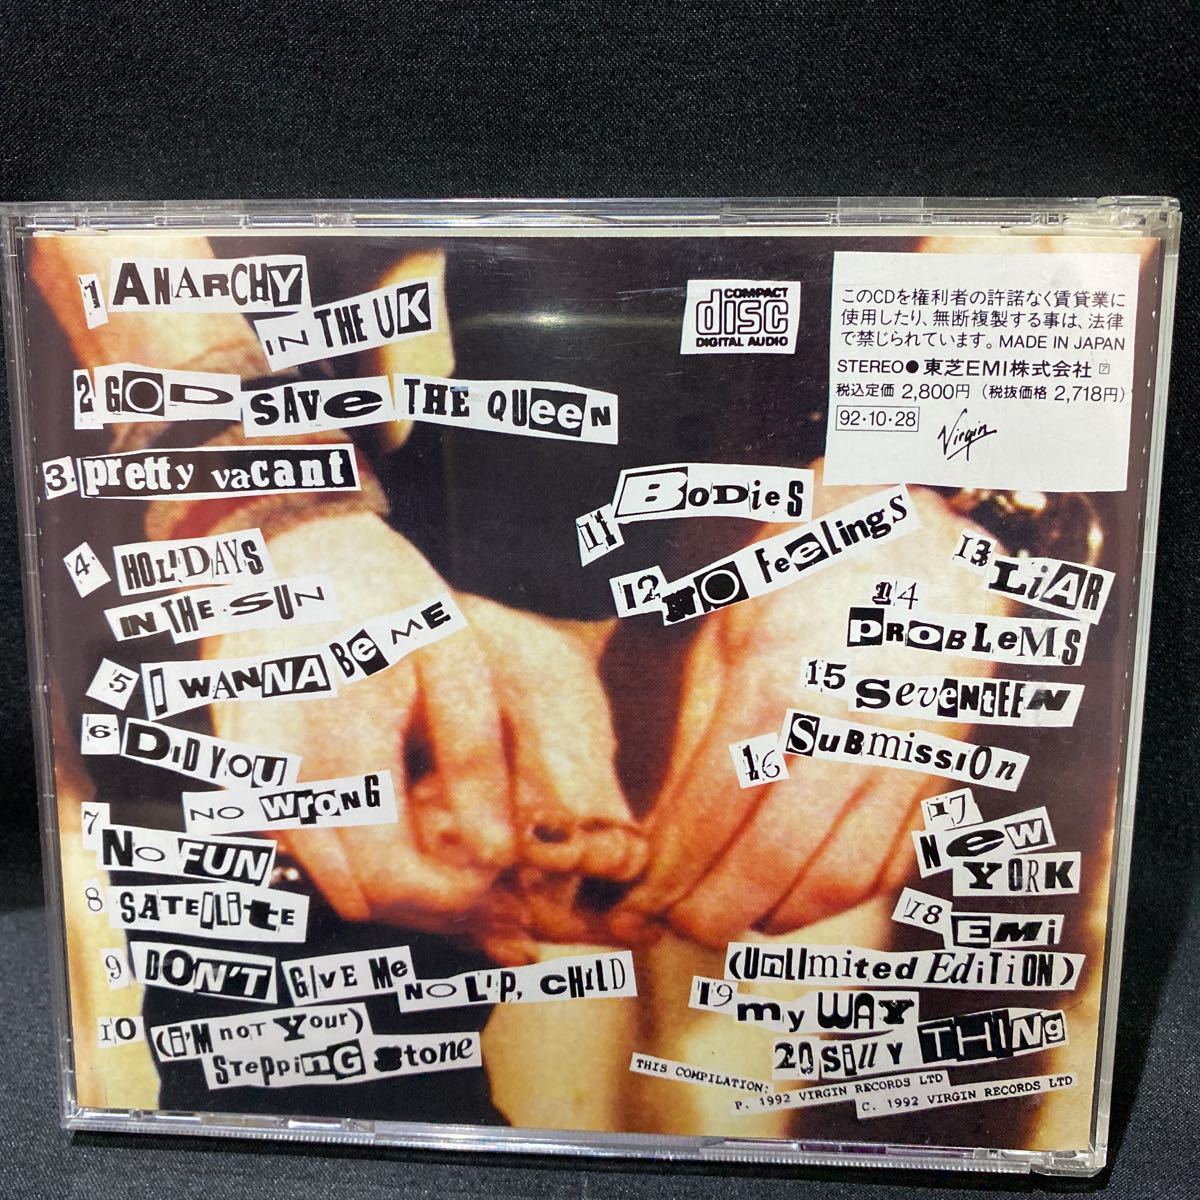 1 ANARCHY
IN THE UK
2 GOD SAVE THE QUEEN
3. pretty vacant
4. HOLIDAYS
IN THE SUN
5 I WANNA BE ME
6 DID YOU
NO WRONG
7 NO FUN
8 SATELLITE
9 DON'T GIVE ME
NO LIP, CHILD
10 (I'M NOT YOUR)
STEPPING STONE
11 BODIES
12 NO FEELINGS
13 LIAR
14
PROBLEMS
15 SEVENTEEN
16 SUBMISSION
17
NEW
YORK
18 EMI
(UNLIMITED EDITION)
19 MY WAY
20 SILLY THING
THIS COMPILATION:
P. 1992 VIRGIN RECORDS LTD
C. 1992 VIRGIN RECORDS LTD
COMPACT
disc
DIGITAL AUDIO
このCDを権利者の許諾なく賃貸業に
使用したり、無断複製する事は、法律
で禁じられています。MADE IN JAPAN
STEREO●東芝EMI株式会社 ア
税込定価 2,800円 (税抜価格 2,718円)
92・10・28
Virgin